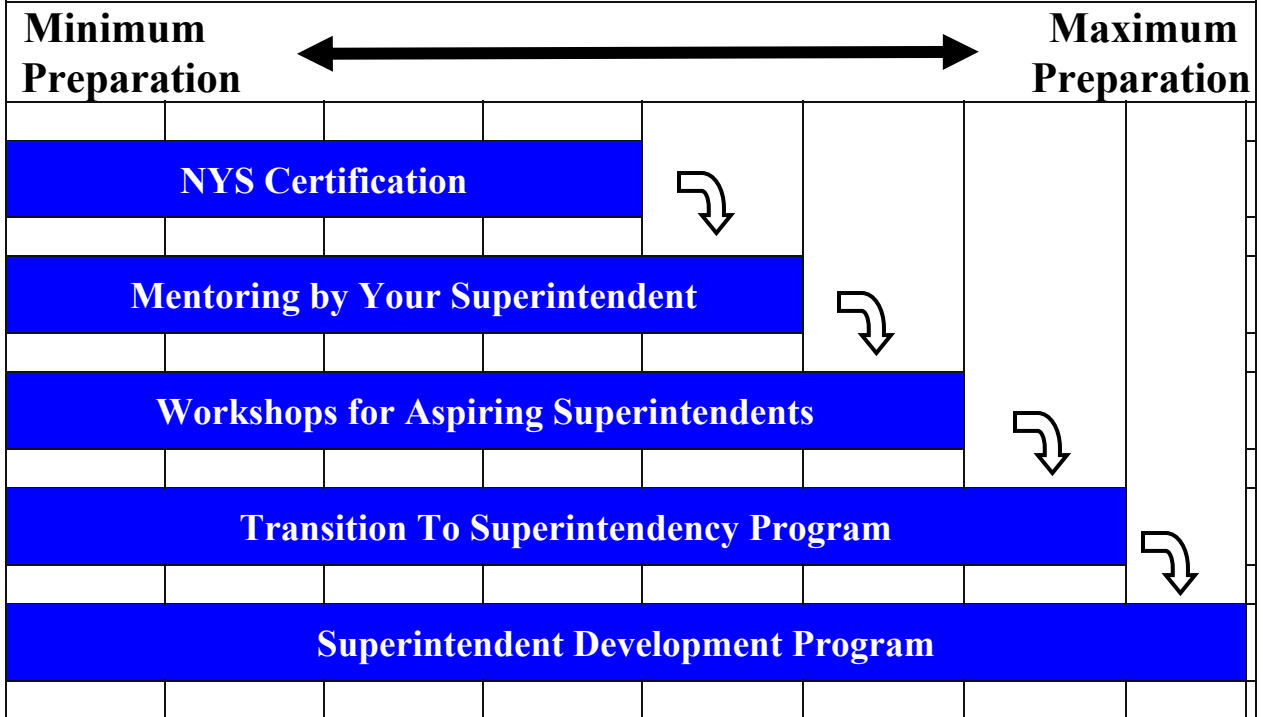 Minimum
Preparation
Maximum
Preparation
NYS Certification
Mentoring by Your Superintendent
Workshops for Aspiring Superintendents
Transition To Superintendency Program
Superintendent Development Program